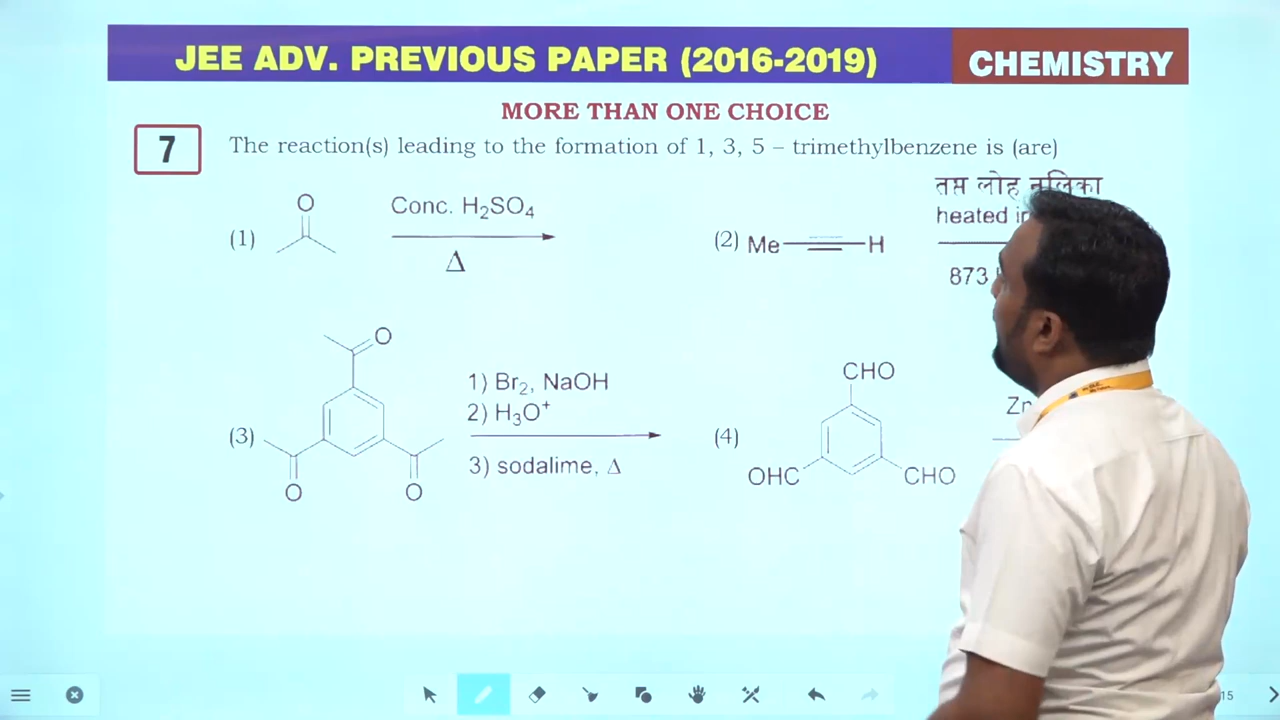 JEE ADV. PREVIOUS PAPER (2016-2019)
CHEMISTRY
MORE THAN ONE CHOICE
7
The reaction(s) leading to the formation of 1, 3, 5 – trimethylbenzene is (are)
(1)
O
Conc. H₂SO₄
Δ
(2) Me H
तप्त लोह नलिका
heated
873
(3)
O
O
O
1) Br₂, NaOH
2) H₃O⁺
3) sodalime, Δ
(4)
CHO
OHC
CHO
Zn
15